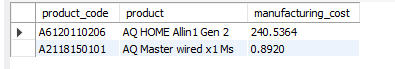 product_code product manufacturing_cost
A6120110206 AQ HOME Allin1 Gen 2 240.5364
A2118150101 AQ Master wired x1 Ms 0.8920